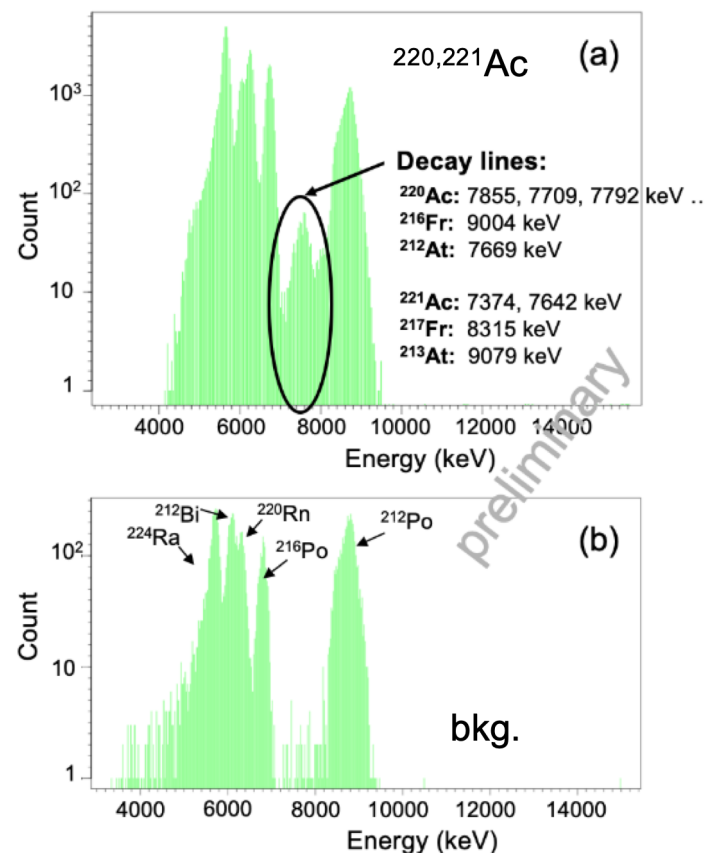 ²²⁰,²²¹Ac
(a)
10³
10²
10
1
Count
Decay lines:
²²⁰Ac: 7855, 7709, 7792 keV ..
²¹⁶Fr: 9004 keV
²¹²At: 7669 keV
²²¹Ac: 7374, 7642 keV
²¹⁷Fr: 8315 keV
²¹³At: 9079 keV
4000 6000 8000 10000 12000 14000
Energy (keV)
preliminary
²¹²Bi
²²⁰Rn
²²⁴Ra
²¹⁶Po
²¹²Po
(b)
10²
10
1
Count
bkg.
4000 6000 8000 10000 12000 14000
Energy (keV)